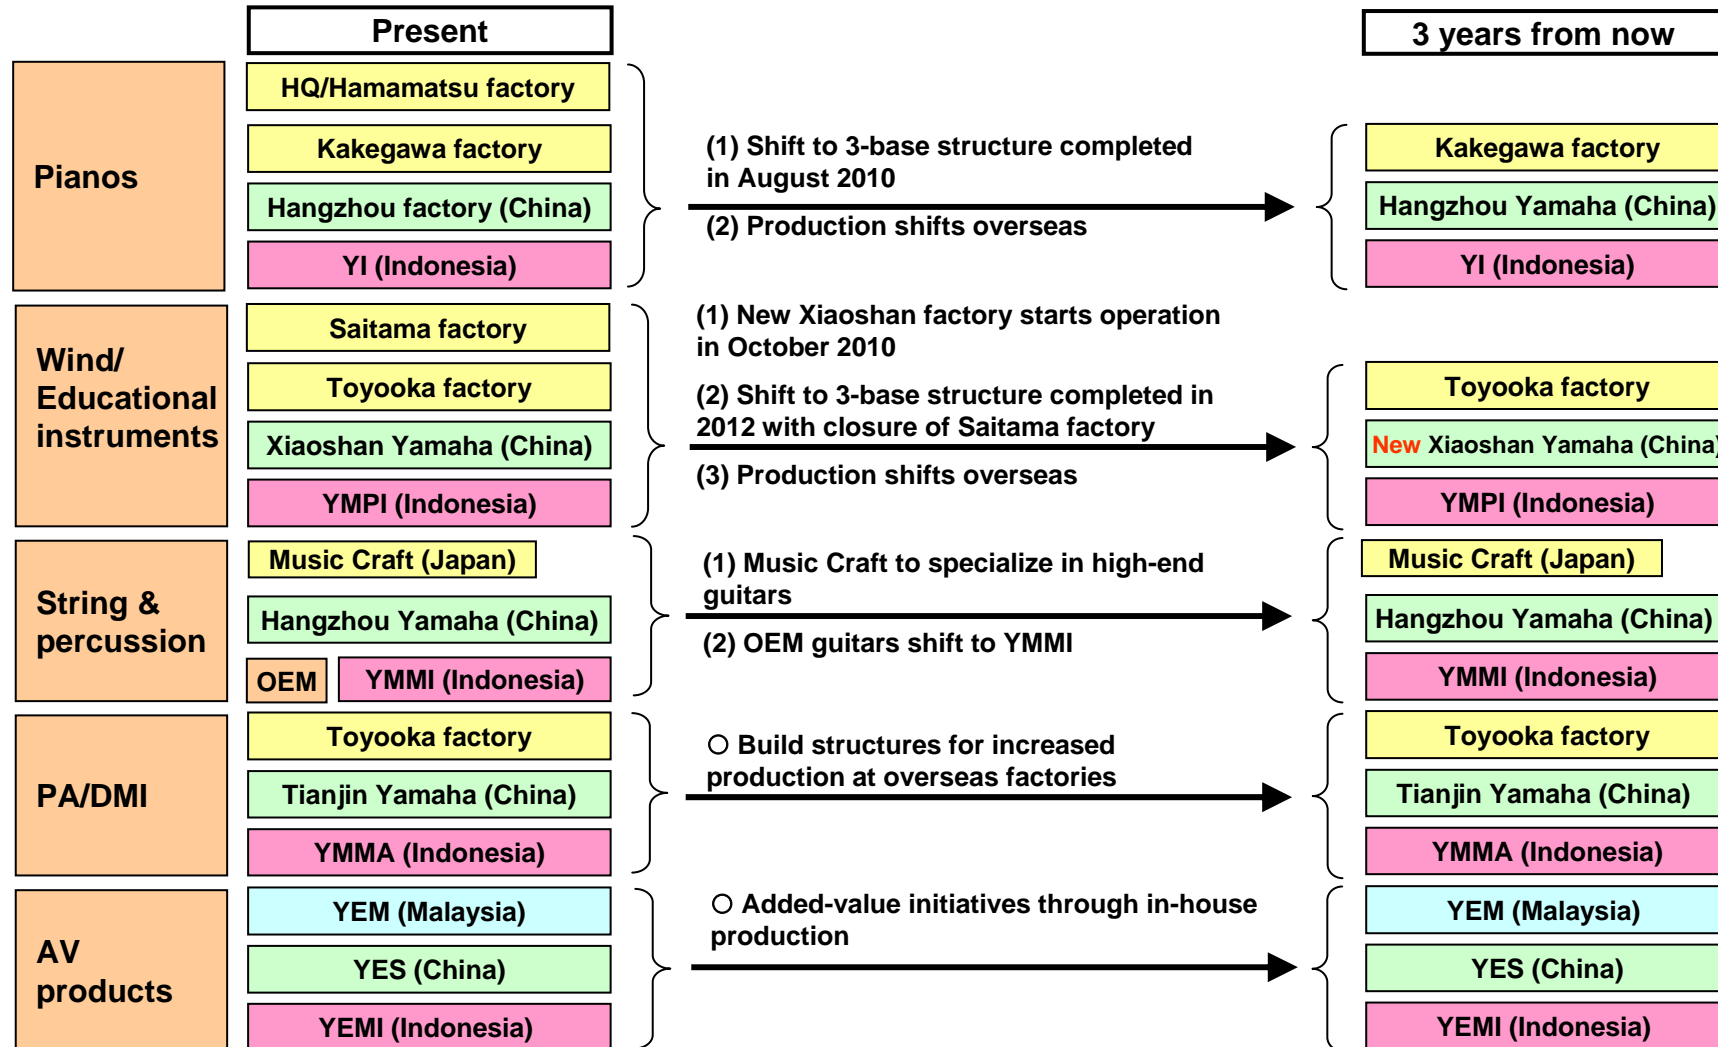 Present
3 years from now
Pianos
HQ/Hamamatsu factory
Kakegawa factory
Hangzhou factory (China)
YI (Indonesia)
(1) Shift to 3-base structure completed
in August 2010
(2) Production shifts overseas
Kakegawa factory
Hangzhou Yamaha (China)
YI (Indonesia)
Wind/
Educational
instruments
Saitama factory
Toyooka factory
Xiaoshan Yamaha (China)
YMPI (Indonesia)
(1) New Xiaoshan factory starts operation
in October 2010
(2) Shift to 3-base structure completed in
2012 with closure of Saitama factory
(3) Production shifts overseas
Toyooka factory
New Xiaoshan Yamaha (China)
YMPI (Indonesia)
String &
percussion
Music Craft (Japan)
Hangzhou Yamaha (China)
OEM YMMI (Indonesia)
(1) Music Craft to specialize in high-end
guitars
(2) OEM guitars shift to YMMI
Music Craft (Japan)
Hangzhou Yamaha (China)
YMMI (Indonesia)
PA/DMI
Toyooka factory
Tianjin Yamaha (China)
YMMA (Indonesia)
○ Build structures for increased
production at overseas factories
Toyooka factory
Tianjin Yamaha (China)
YMMA (Indonesia)
AV
products
YEM (Malaysia)
YES (China)
YEMI (Indonesia)
○ Added-value initiatives through in-house
production
YEM (Malaysia)
YES (China)
YEMI (Indonesia)